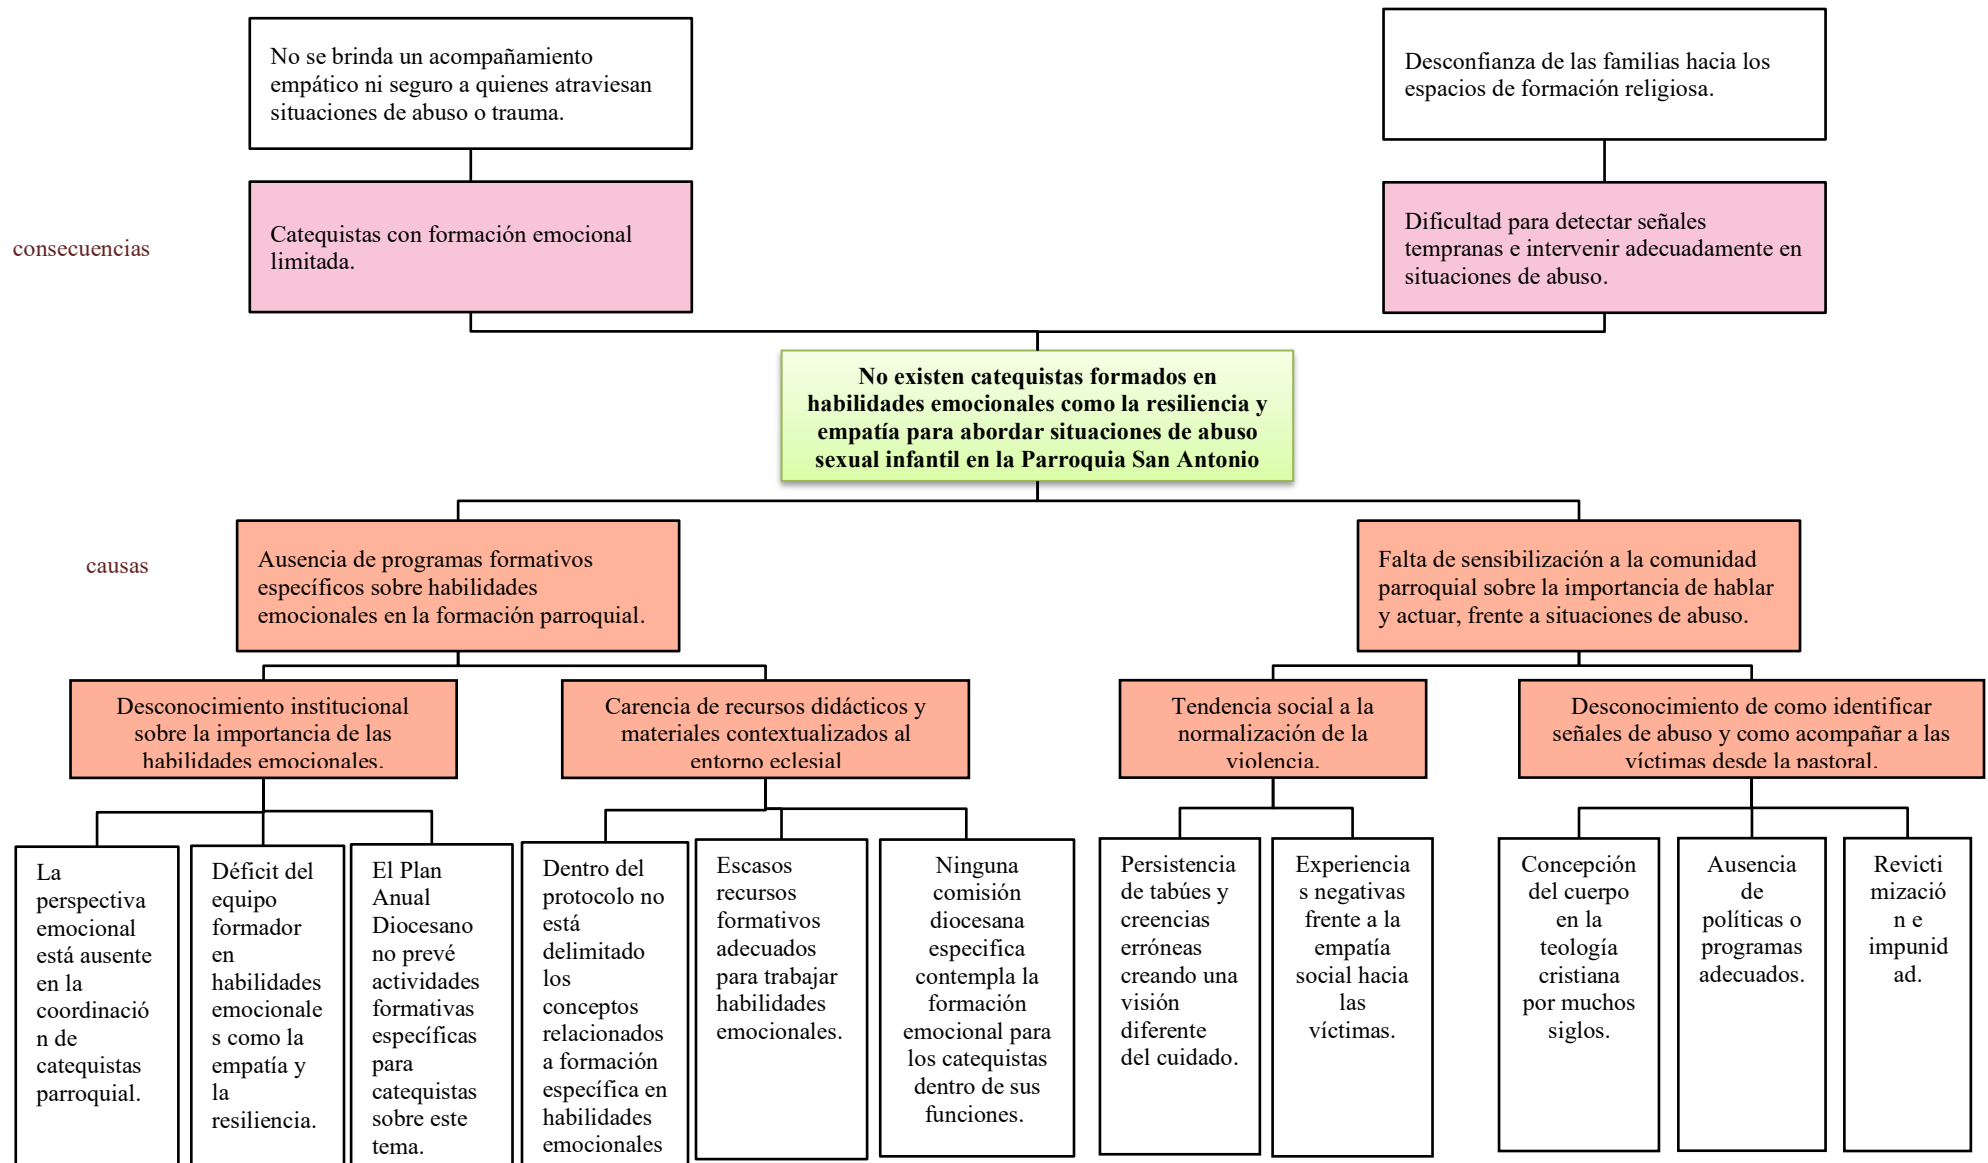 No se brinda un acompañamiento
empático ni seguro a quienes atraviesan
situaciones de abuso o trauma.
Desconfianza de las familias hacia los
espacios de formación religiosa.
consecuencias
Catequistas con formación emocional
limitada.
Dificultad para detectar señales
tempranas e intervenir adecuadamente en
situaciones de abuso.
No existen catequistas formados en
habilidades emocionales como la resiliencia y
empatía para abordar situaciones de abuso
sexual infantil en la Parroquia San Antonio
causas
Ausencia de programas formativos
específicos sobre habilidades
emocionales en la formación parroquial.
Falta de sensibilización a la comunidad
parroquial sobre la importancia de hablar
y actuar, frente a situaciones de abuso.
Desconocimiento institucional
sobre la importancia de las
habilidades emocionales.
Carencia de recursos didácticos y
materiales contextualizados al
entorno eclesial
Tendencia social a la
normalización de la
violencia.
Desconocimiento de como identificar
señales de abuso y como acompañar a las
víctimas desde la pastoral.
La
perspectiva
emocional
está ausente
en la
coordinació
n de
catequistas
parroquial.
Déficit del
equipo
formador
en
habilidades
emocionale
s como la
empatía y
la
resiliencia.
El Plan
Anual
Diocesano
no prevé
actividades
formativas
específicas
para
catequistas
sobre este
tema.
Dentro del
protocolo no
está
delimitado
los
conceptos
relacionados
a formación
específica en
habilidades
emocionales
Escasos
recursos
formativos
adecuados
para trabajar
habilidades
emocionales.
Ninguna
comisión
diocesana
especifica
contempla la
formación
emocional para
los catequistas
dentro de sus
funciones.
Persistencia
de tabúes y
creencias
erróneas
creando una
visión
diferente
del cuidado.
Experiencia
s negativas
frente a la
empatía
social hacia
las
víctimas.
Concepción
del cuerpo
en la
teología
cristiana
por muchos
siglos.
Ausencia
de
políticas o
programas
adecuados.
Revicti
mizació
n e
impunid
ad.